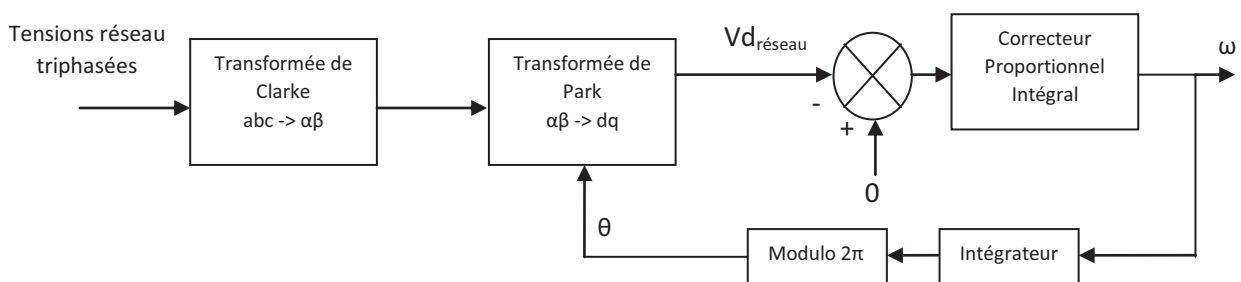 Tensions réseau
triphasées
Transformée de
Clarke
abc -> αβ
Transformée de
Park
αβ -> dq
Vdréseau
-
+
0
Correcteur
Proportionnel
Intégral
ω
θ
Modulo 2π
Intégrateur